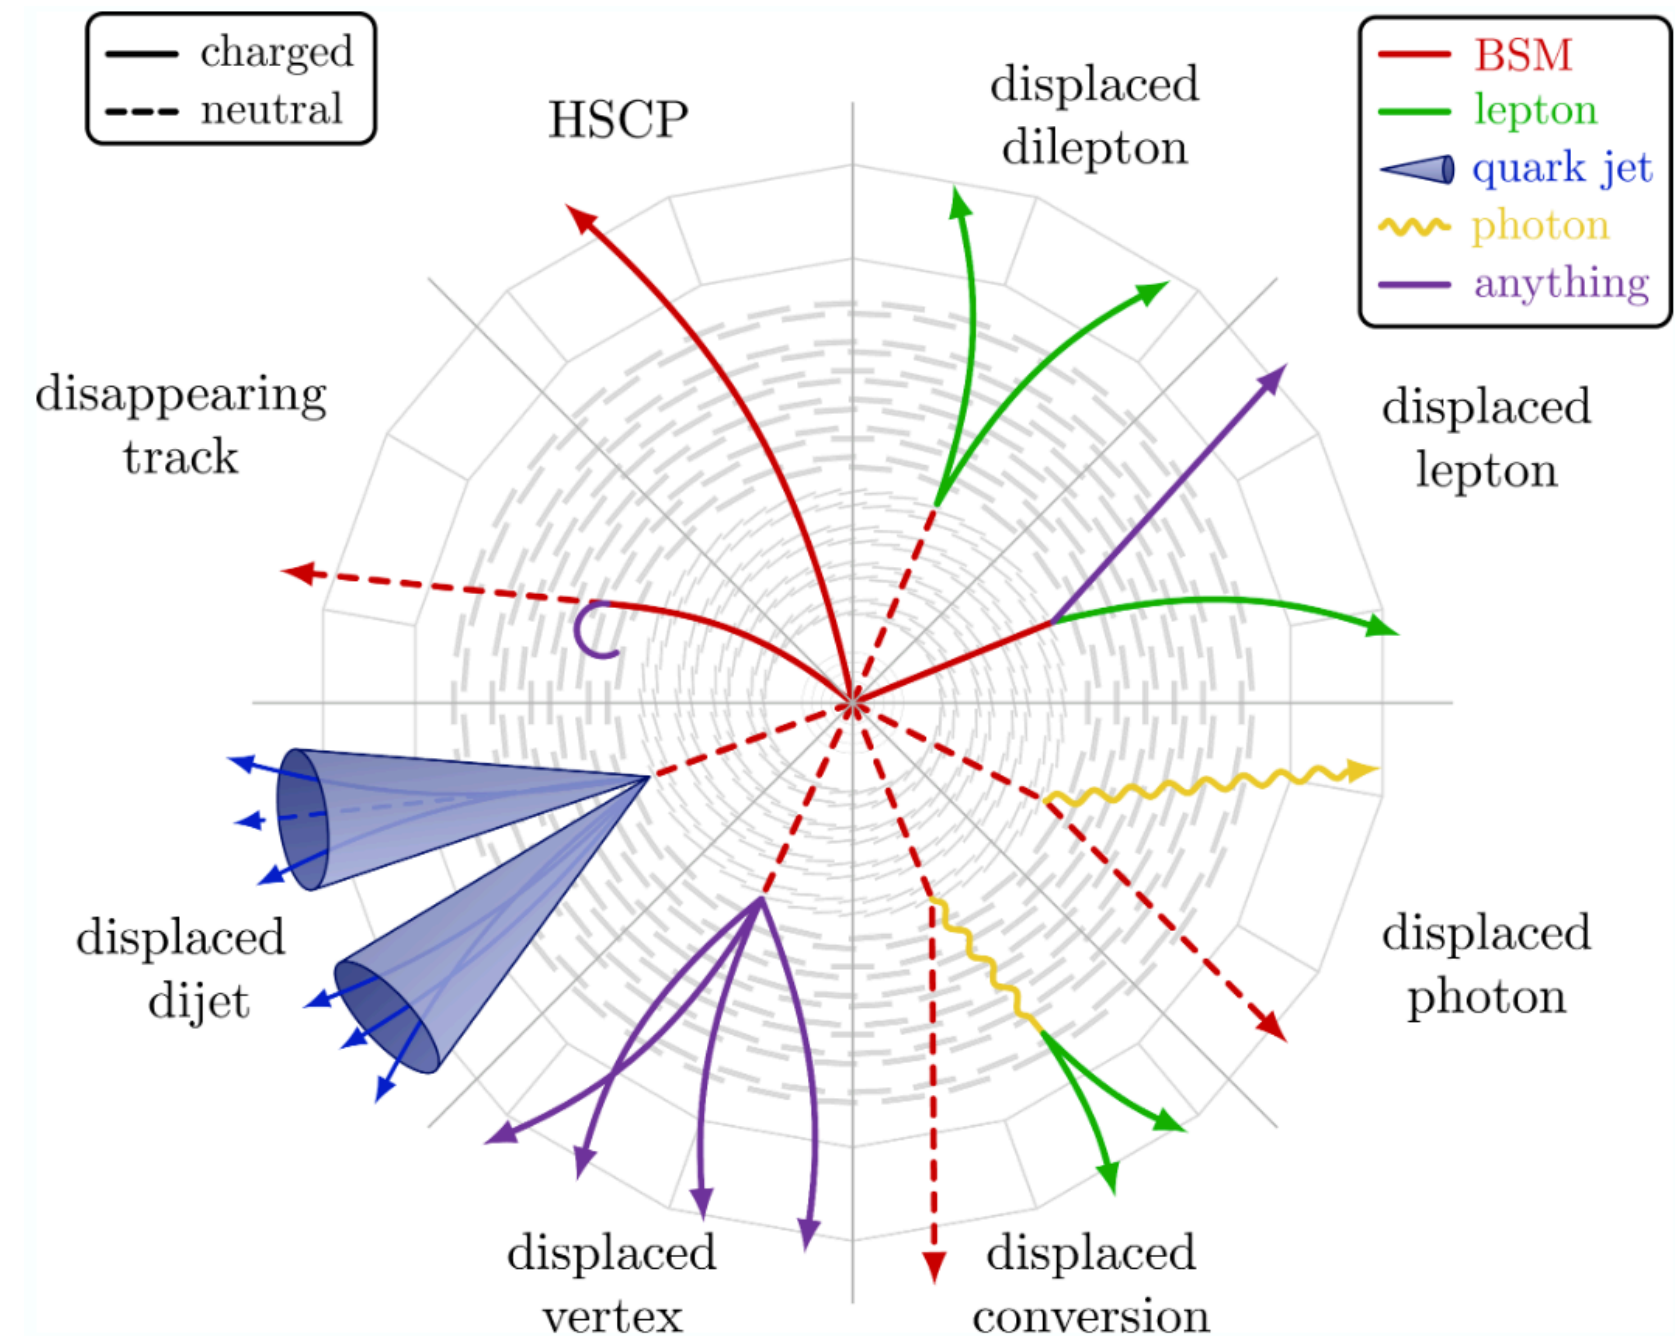 charged
neutral
HSCP
displaced
dilepton
BSM
lepton
quark jet
photon
anything
disappearing
track
displaced
lepton
displaced
dijet
displaced
photon
displaced
vertex
displaced
conversion